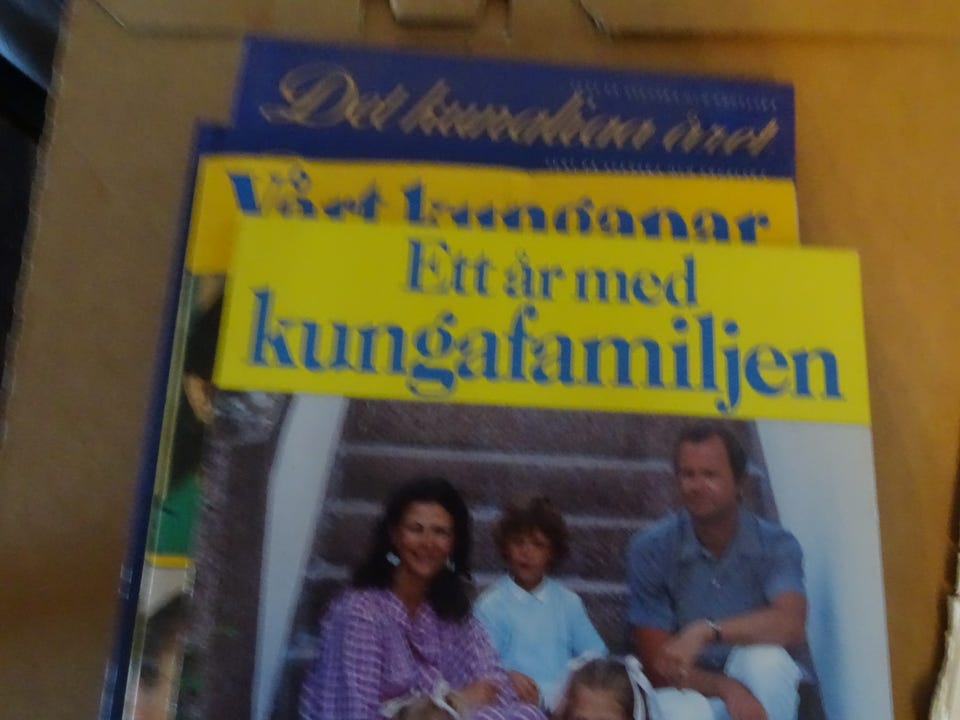 Det kungliga året
Vårt kungapar
Ett år med
kungafamiljen